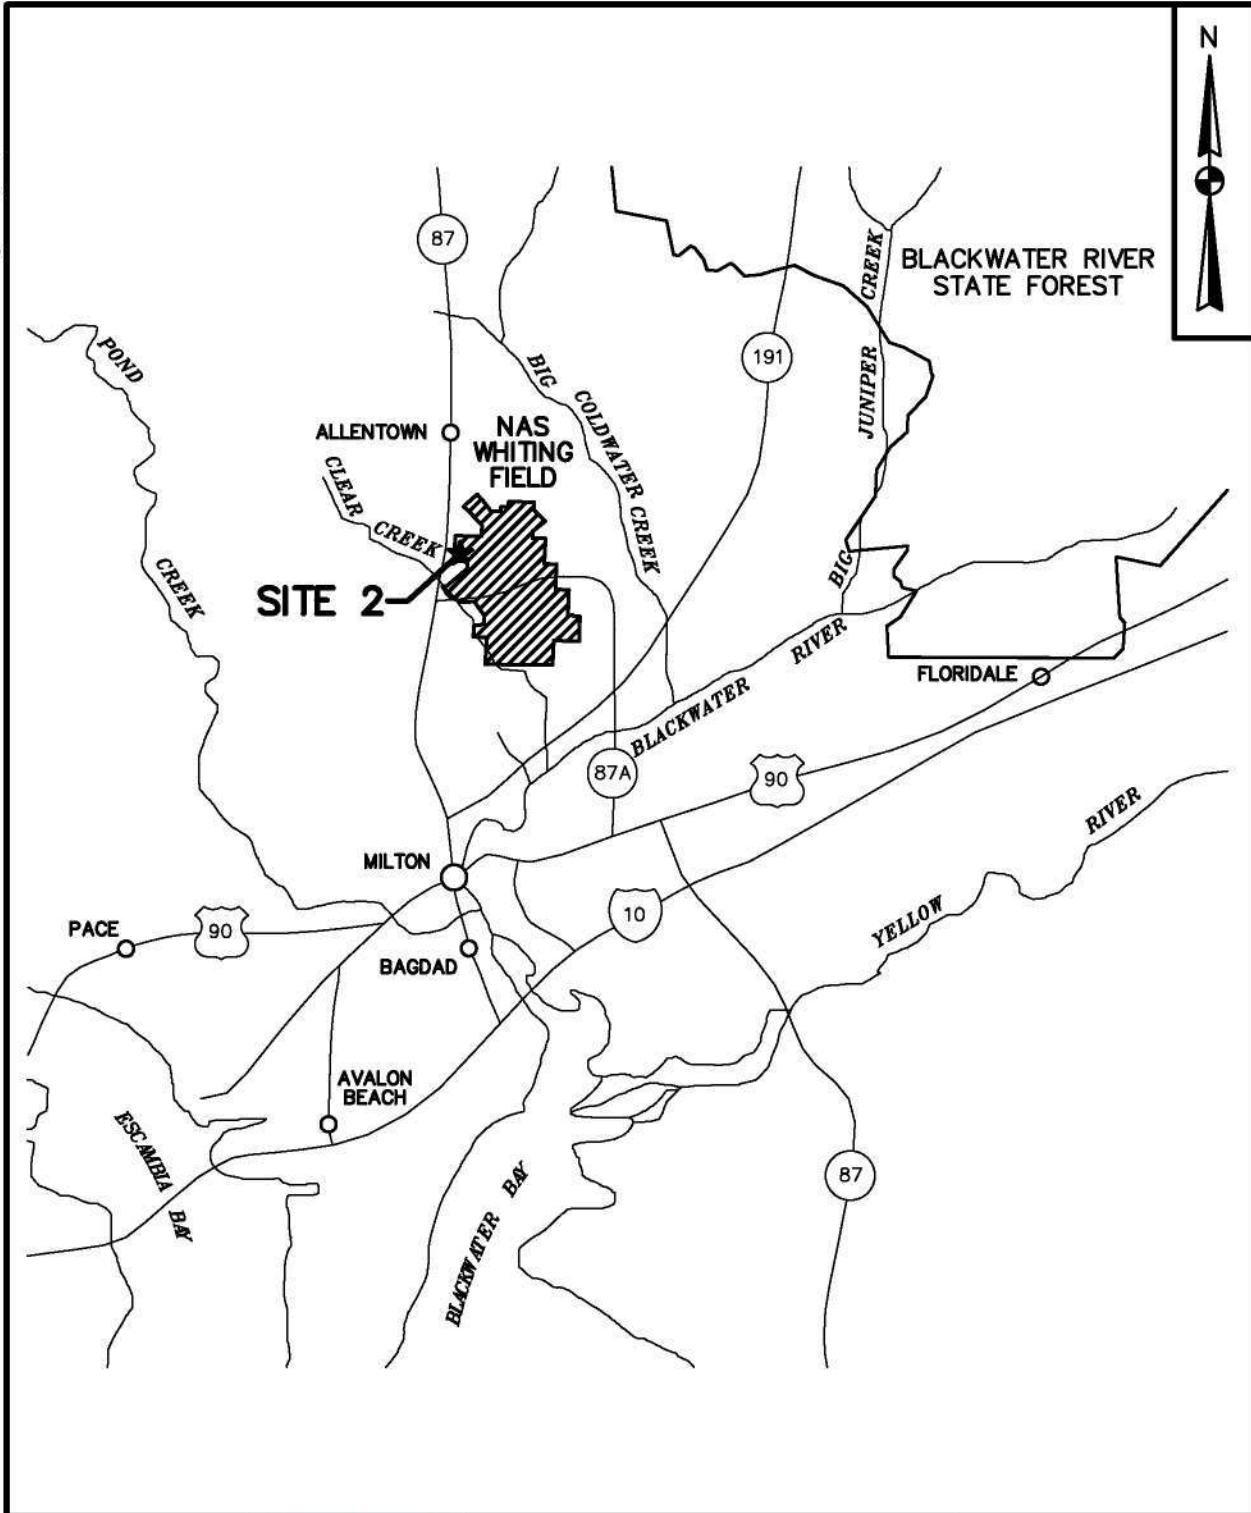 N
87
BLACKWATER RIVER
STATE FOREST
BIG JUNIPER CREEK
191
POND CREEK
BIG COLDWATER CREEK
ALLENTOWN
NAS
WHITING
FIELD
CLEAR CREEK
SITE 2
BLACKWATER RIVER
FLORIDALE
87A
90
YELLOW RIVER
MILTON
10
PACE
90
BAGDAD
AVALON
BEACH
ESCAMBIA BAY
BLACKWATER BAY
87